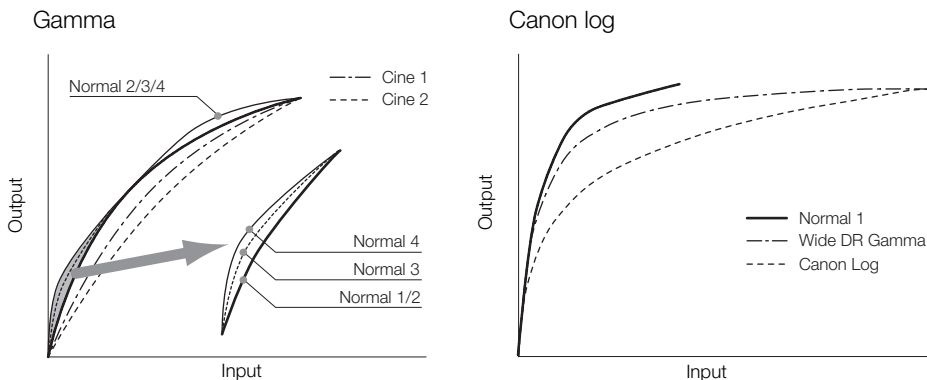 Gamma
Normal 2/3/4
Cine 1
Cine 2
Output
Normal 4
Normal 3
Normal 1/2
Input
Canon log
Output
Normal 1
Wide DR Gamma
Canon Log
Input